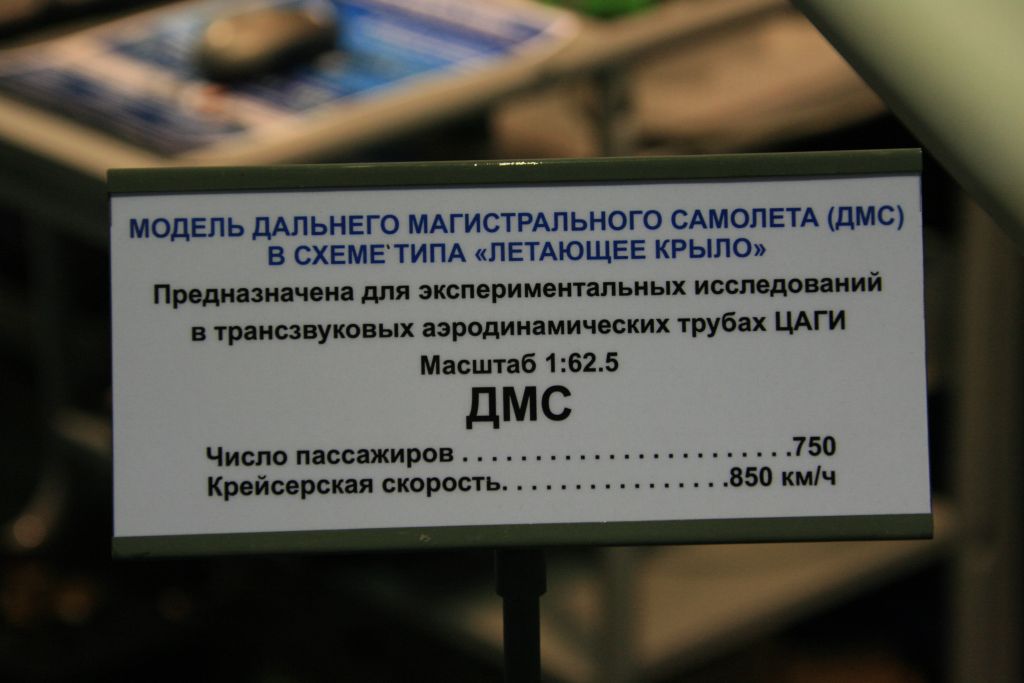 МОДЕЛЬ ДАЛЬНЕГО МАГИСТРАЛЬНОГО САМОЛЕТА (ДМС)
В СХЕМЕ ТИПА «ЛЕТАЮЩЕЕ КРЫЛО»
Предназначена для экспериментальных исследований
в трансзвуковых аэродинамических трубах ЦАГИ
Масштаб 1:62.5
ДМС
Число пассажиров . . . . . . . . . . . . . . . . . . . . . . .750
Крейсерская скорость. . . . . . . . . . . . . . . .850 км/ч